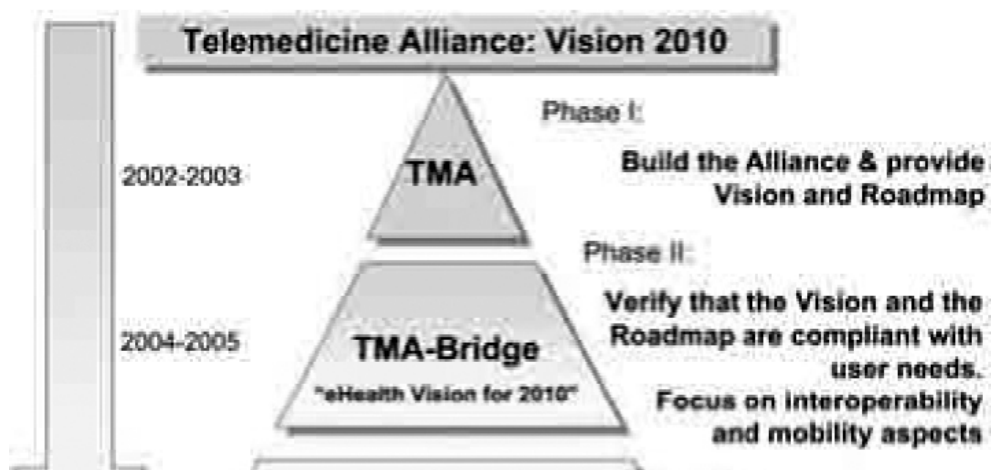 Telemedicine Alliance: Vision 2010
Phase I:
2002-2003
TMA
Build the Alliance & provide
Vision and Roadmap
Phase II:
Verify that the Vision and the
Roadmap are compliant with
user needs.
Focus on interoperability
and mobility aspects
2004-2005
TMA-Bridge
"eHealth Vision for 2010"